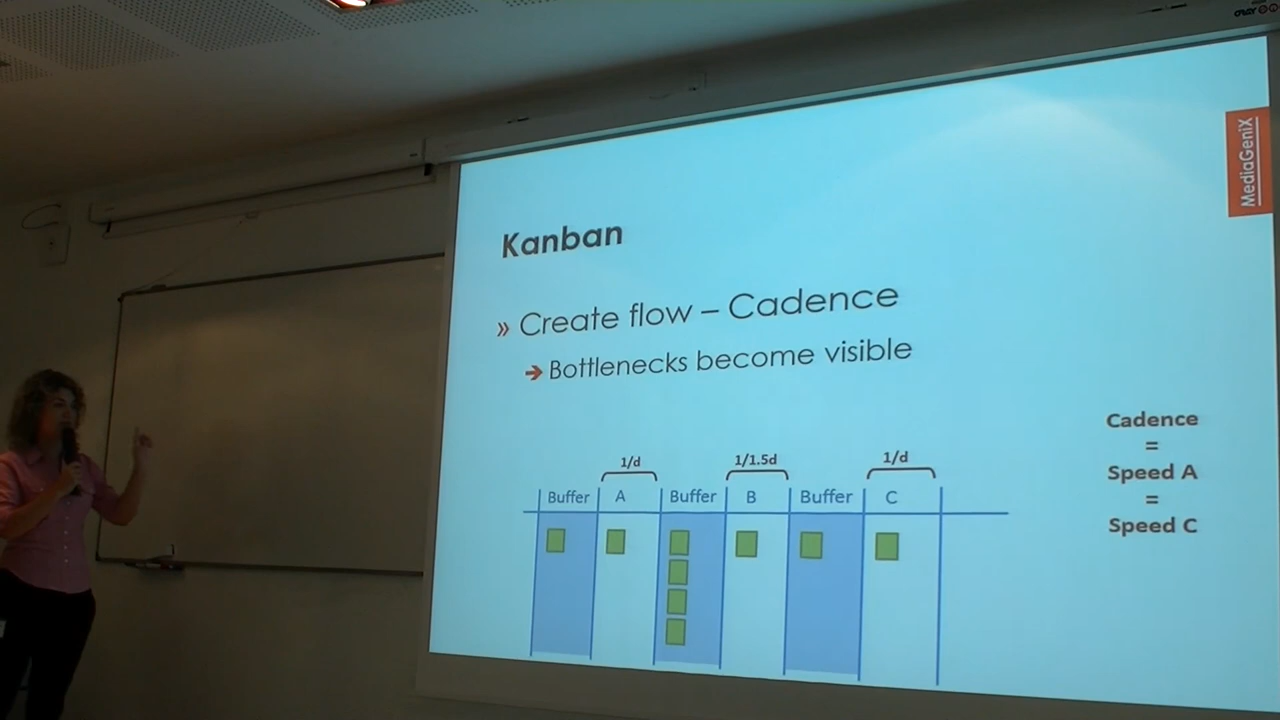 MediaGeniX
Kanban
» Create flow – Cadence
➔ Bottlenecks become visible
1/d 1/1.5d 1/d
Buffer A Buffer B Buffer C
Cadence
=
Speed A
=
Speed C